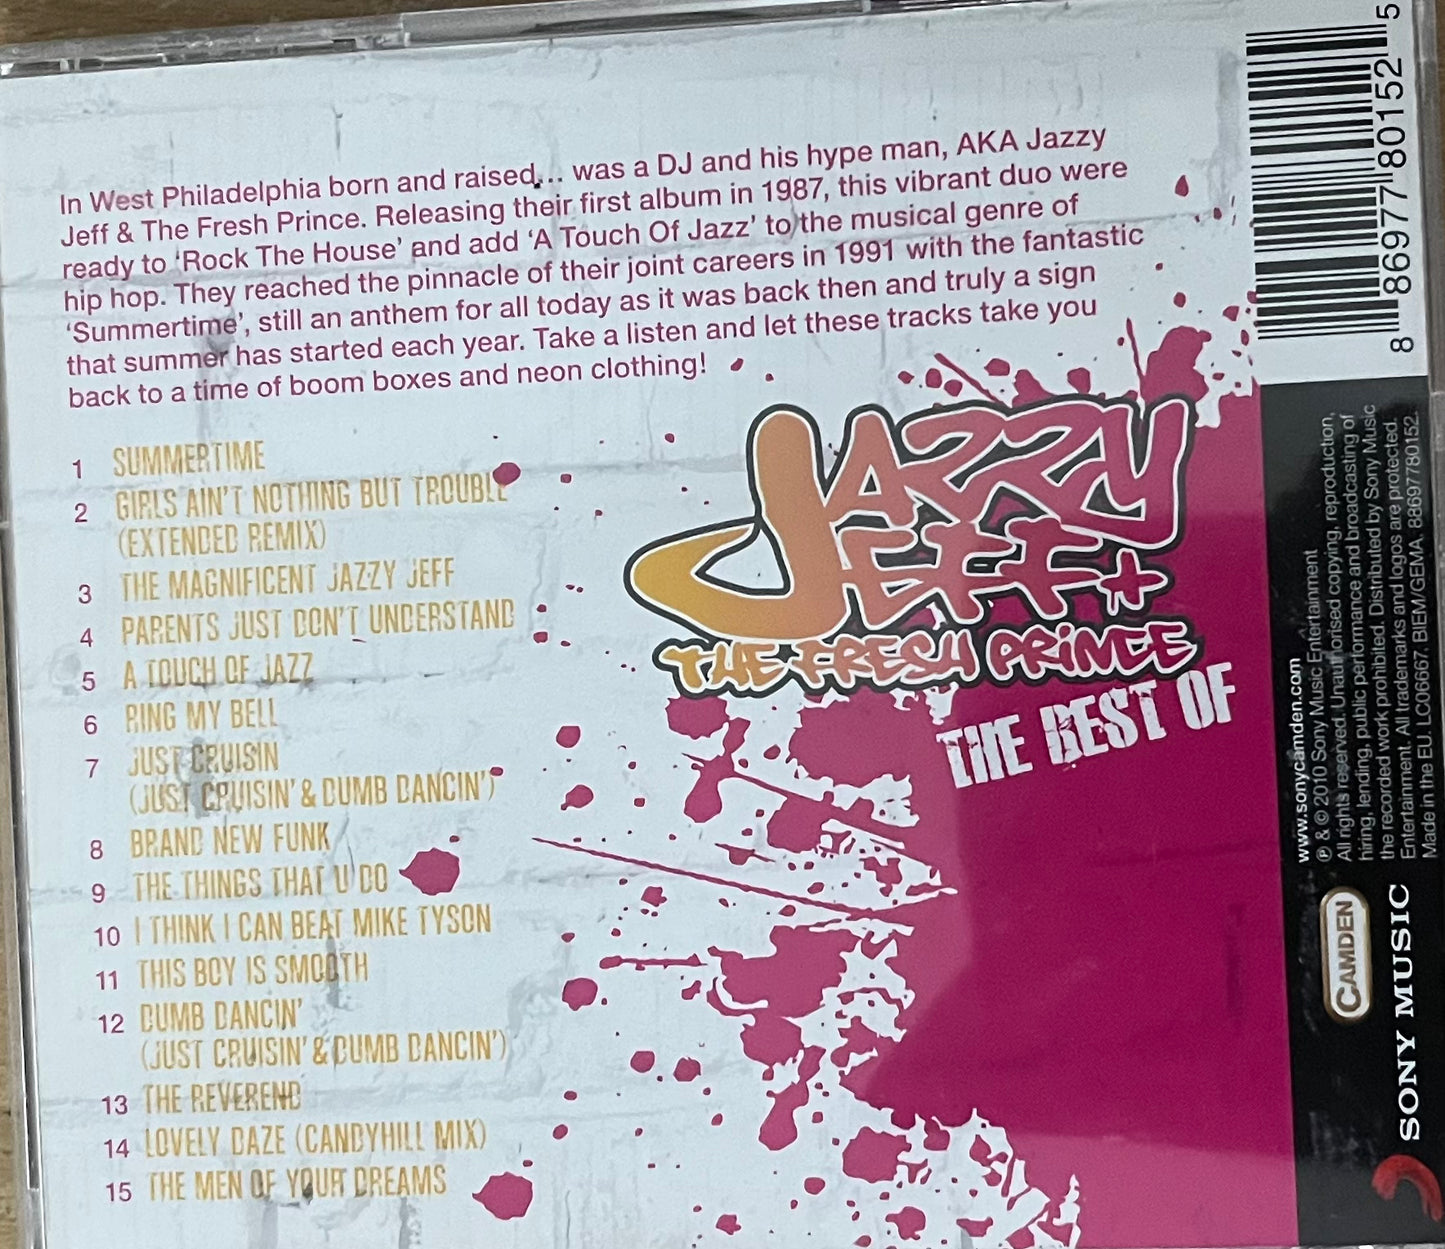 In West Philadelphia born and raised... was a DJ and his hype man, AKA Jazzy
Jeff & The Fresh Prince. Releasing their first album in 1987, this vibrant duo were
ready to ‘Rock The House’ and add ‘A Touch Of Jazz’ to the musical genre of
hip hop. They reached the pinnacle of their joint careers in 1991 with the fantastic
‘Summertime’, still an anthem for all today as it was back then and truly a sign
that summer has started each year. Take a listen and let these tracks take you
back to a time of boom boxes and neon clothing!
1 SUMMERTIME
2 GIRLS AIN'T NOTHING BUT TROUBLE
(EXTENDED REMIX)
3 THE MAGNIFICENT JAZZY JEFF
4 PARENTS JUST DON'T UNDERSTAND
5 A TOUCH OF JAZZ
6 RING MY BELL
7 JUST CRUISIN
(JUST CRUISIN' & DUMB DANCIN')
8 BRAND NEW FUNK
9 THE THINGS THAT U DO
10 I THINK I CAN BEAT MIKE TYSON
11 THIS BOY IS SMOOTH
12 DUMB DANCIN'
(JUST CRUISIN' & DUMB DANCIN')
13 THE REVEREND
14 LOVELY DAZE (CANDYHILL MIX)
15 THE MEN OF YOUR DREAMS
JAZZY
JEFF +
THE FRESH PRINCE
THE BEST OF
8 86977 80152 5
www.sonycamden.com
℗ & © 2010 Sony Music Entertainment
All rights reserved. Unauthorised copying, reproduction,
hiring, lending, public performance and broadcasting of
the recorded work prohibited. Distributed by Sony Music
Entertainment. All trademarks and logos are protected.
Made in the EU. LC06667. BIEM/GEMA. 88697780152.
CAMDEN
SONY MUSIC